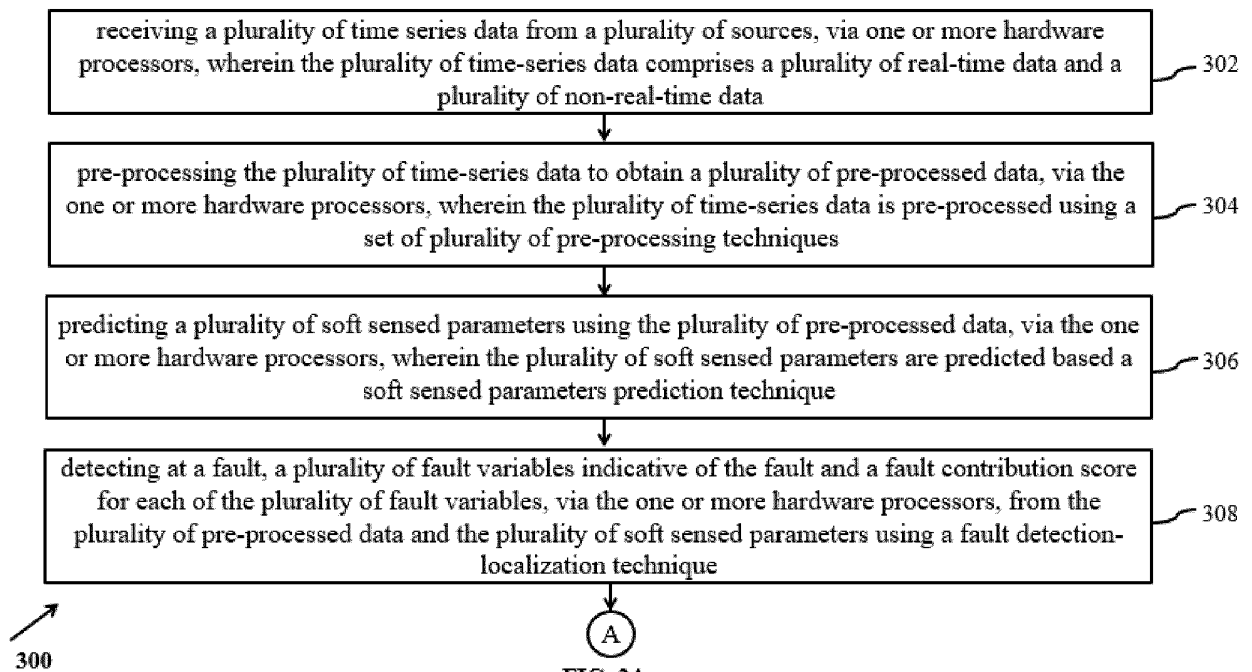 receiving a plurality of time series data from a plurality of sources, via one or more hardware
processors, wherein the plurality of time-series data comprises a plurality of real-time data and a
plurality of non-real-time data
302
pre-processing the plurality of time-series data to obtain a plurality of pre-processed data, via the
one or more hardware processors, wherein the plurality of time-series data is pre-processed using a
set of plurality of pre-processing techniques
304
predicting a plurality of soft sensed parameters using the plurality of pre-processed data, via the one
or more hardware processors, wherein the plurality of soft sensed parameters are predicted based a
soft sensed parameters prediction technique
306
detecting at a fault, a plurality of fault variables indicative of the fault and a fault contribution score
for each of the plurality of fault variables, via the one or more hardware processors, from the
plurality of pre-processed data and the plurality of soft sensed parameters using a fault detection-
localization technique
308
A
300